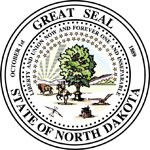 GREAT SEAL
OCTOBER 1st
1889
LIBERTY AND UNION NOW AND FOREVER ONE AND INSEPARABLE
STATE OF NORTH DAKOTA